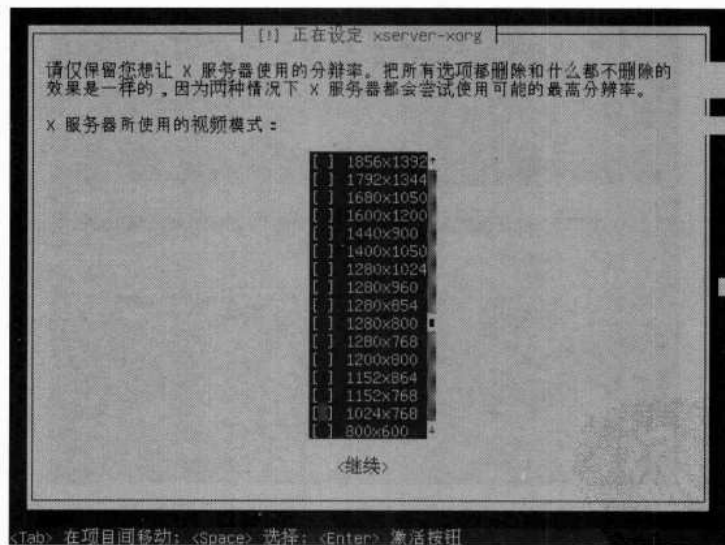 [!] 正在设定 xserver-xorg
请仅保留您想让 X 服务器使用的分辨率。把所有选项都删除和什么都不删除的
效果是一样的，因为两种情况下 X 服务器都会尝试使用可能的最高分辨率。
X 服务器所使用的视频模式：
[ ] 1856x1392
[ ] 1792x1344
[ ] 1680x1050
[ ] 1600x1200
[ ] 1440x900
[ ] 1400x1050
[ ] 1280x1024
[ ] 1280x960
[ ] 1280x854
[ ] 1280x800
[ ] 1280x768
[ ] 1200x800
[ ] 1152x864
[ ] 1152x768
[ ] 1024x768
[ ] 800x600
<继续>
<Tab> 在项目间移动; <Space> 选择; <Enter> 激活按钮